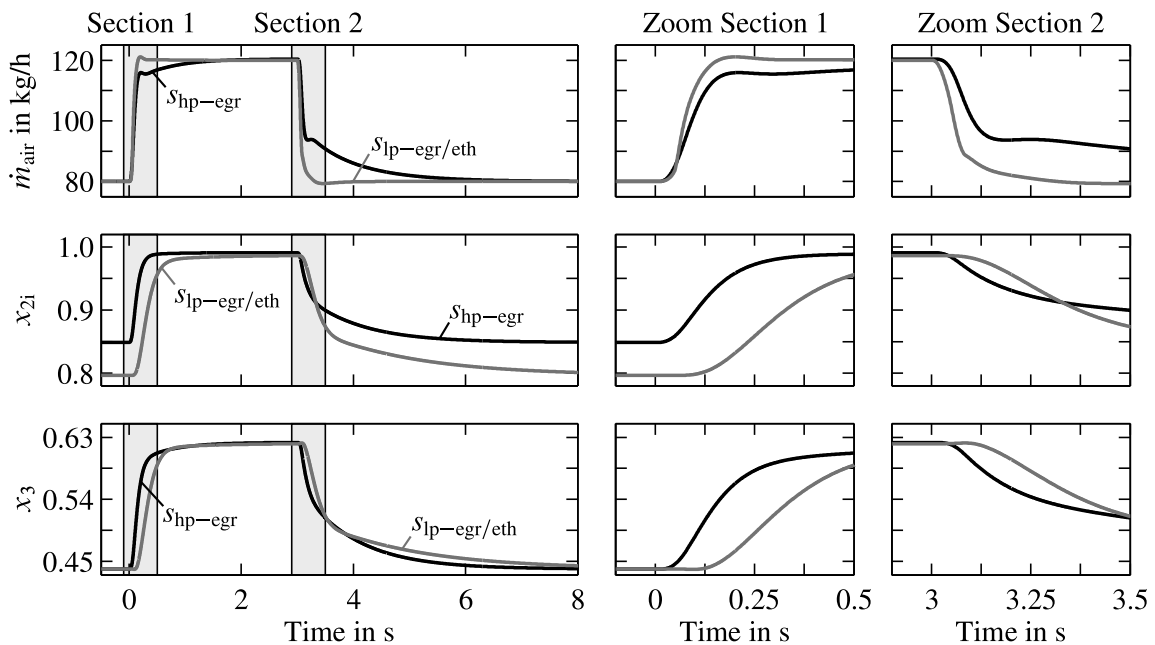 Section 1 Section 2 Zoom Section 1 Zoom Section 2
ṁair in kg/h
120
100
80
shp−egr
slp−egr/eth
x2i
1.0
0.9
0.8
slp−egr/eth
shp−egr
x3
0.63
0.54
0.45
shp−egr
slp−egr/eth
0 2 4 6 8 0 0.25 0.5 3 3.25 3.5
Time in s Time in s Time in s